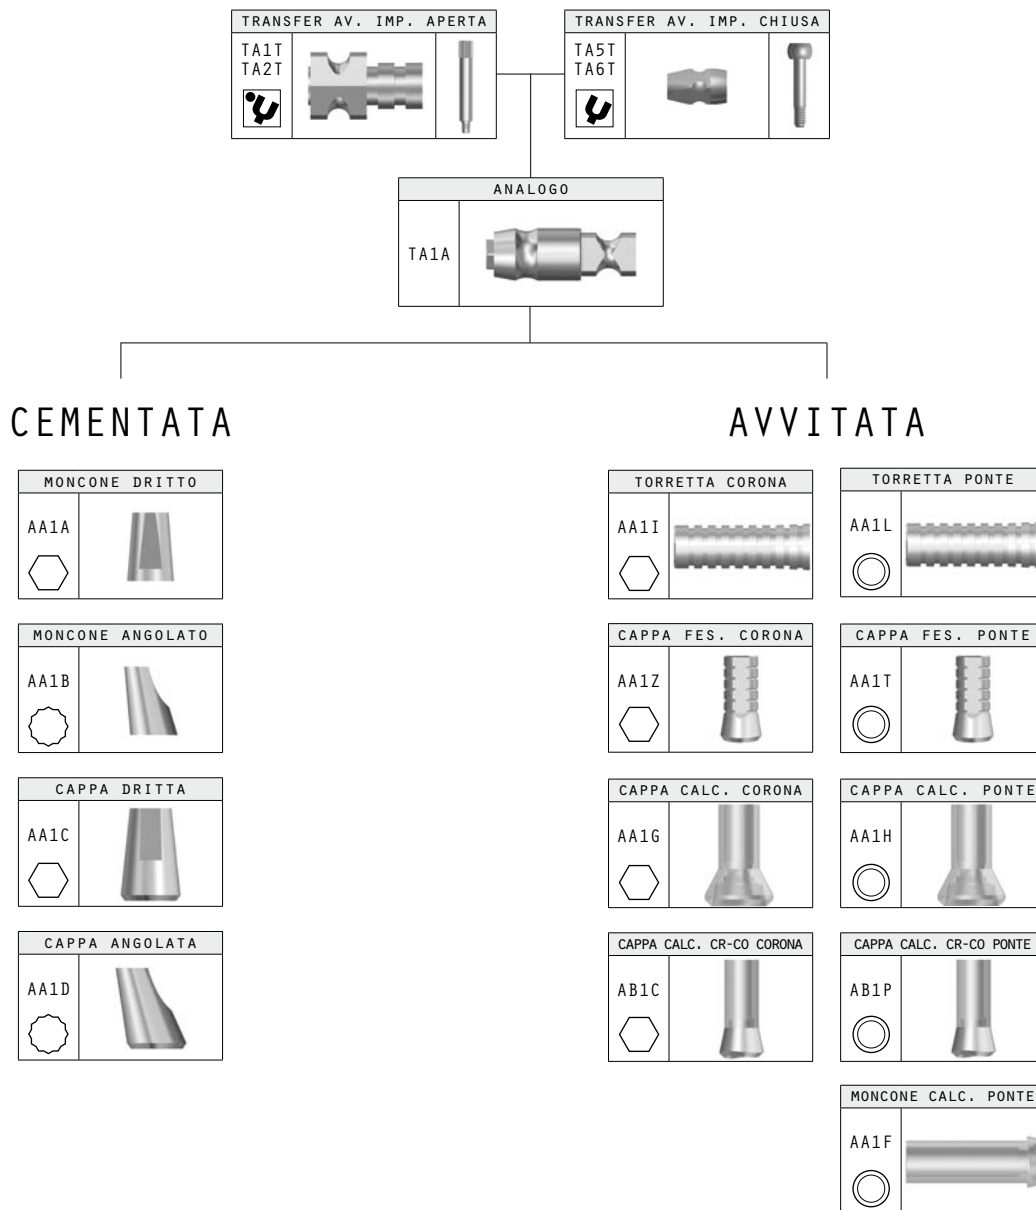 TRANSFER AV. IMP. APERTA
TA1T
TA2T
TRANSFER AV. IMP. CHIUSA
TA5T
TA6T
ANALOGO
TA1A
CEMENTATA
AVVITATA
MONCONE DRITTO
AA1A
MONCONE ANGOLATO
AA1B
CAPPA DRITTA
AA1C
CAPPA ANGOLATA
AA1D
TORRETTA CORONA
AA1I
TORRETTA PONTE
AA1L
CAPPA FES. CORONA
AA1Z
CAPPA FES. PONTE
AA1T
CAPPA CALC. CORONA
AA1G
CAPPA CALC. PONTE
AA1H
CAPPA CALC. CR-CO CORONA
AB1C
CAPPA CALC. CR-CO PONTE
AB1P
MONCONE CALC. PONTE
AA1F